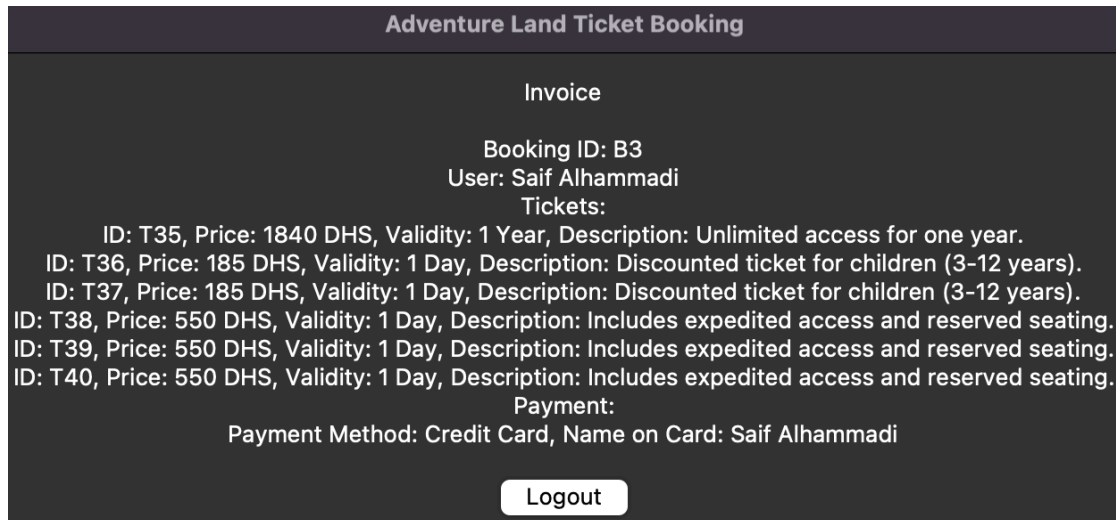 Adventure Land Ticket Booking
Invoice
Booking ID: B3
User: Saif Alhammadi
Tickets:
ID: T35, Price: 1840 DHS, Validity: 1 Year, Description: Unlimited access for one year.
ID: T36, Price: 185 DHS, Validity: 1 Day, Description: Discounted ticket for children (3-12 years).
ID: T37, Price: 185 DHS, Validity: 1 Day, Description: Discounted ticket for children (3-12 years).
ID: T38, Price: 550 DHS, Validity: 1 Day, Description: Includes expedited access and reserved seating.
ID: T39, Price: 550 DHS, Validity: 1 Day, Description: Includes expedited access and reserved seating.
ID: T40, Price: 550 DHS, Validity: 1 Day, Description: Includes expedited access and reserved seating.
Payment:
Payment Method: Credit Card, Name on Card: Saif Alhammadi
Logout